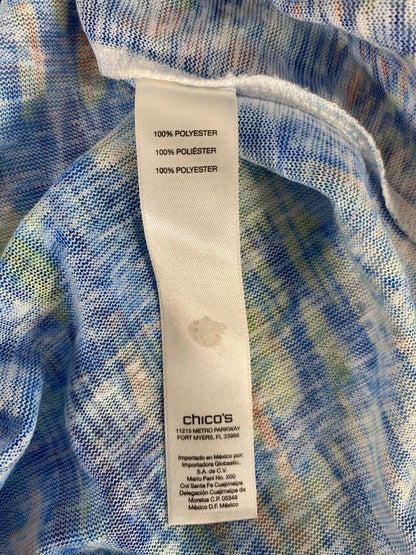 100% POLYESTER
100% POLIÉSTER
100% POLYESTER
chico's
11215 METRO PARKWAY
FORT MYERS, FL 33966
Importado en México por:
Importadora Globastic,
S.A. de C.V.
Mario Pani No. 200
Col Santa Fe Cuajimalpa
Delegación Cuajimalpa de
Morelos C.P. 05348
México D.F. México